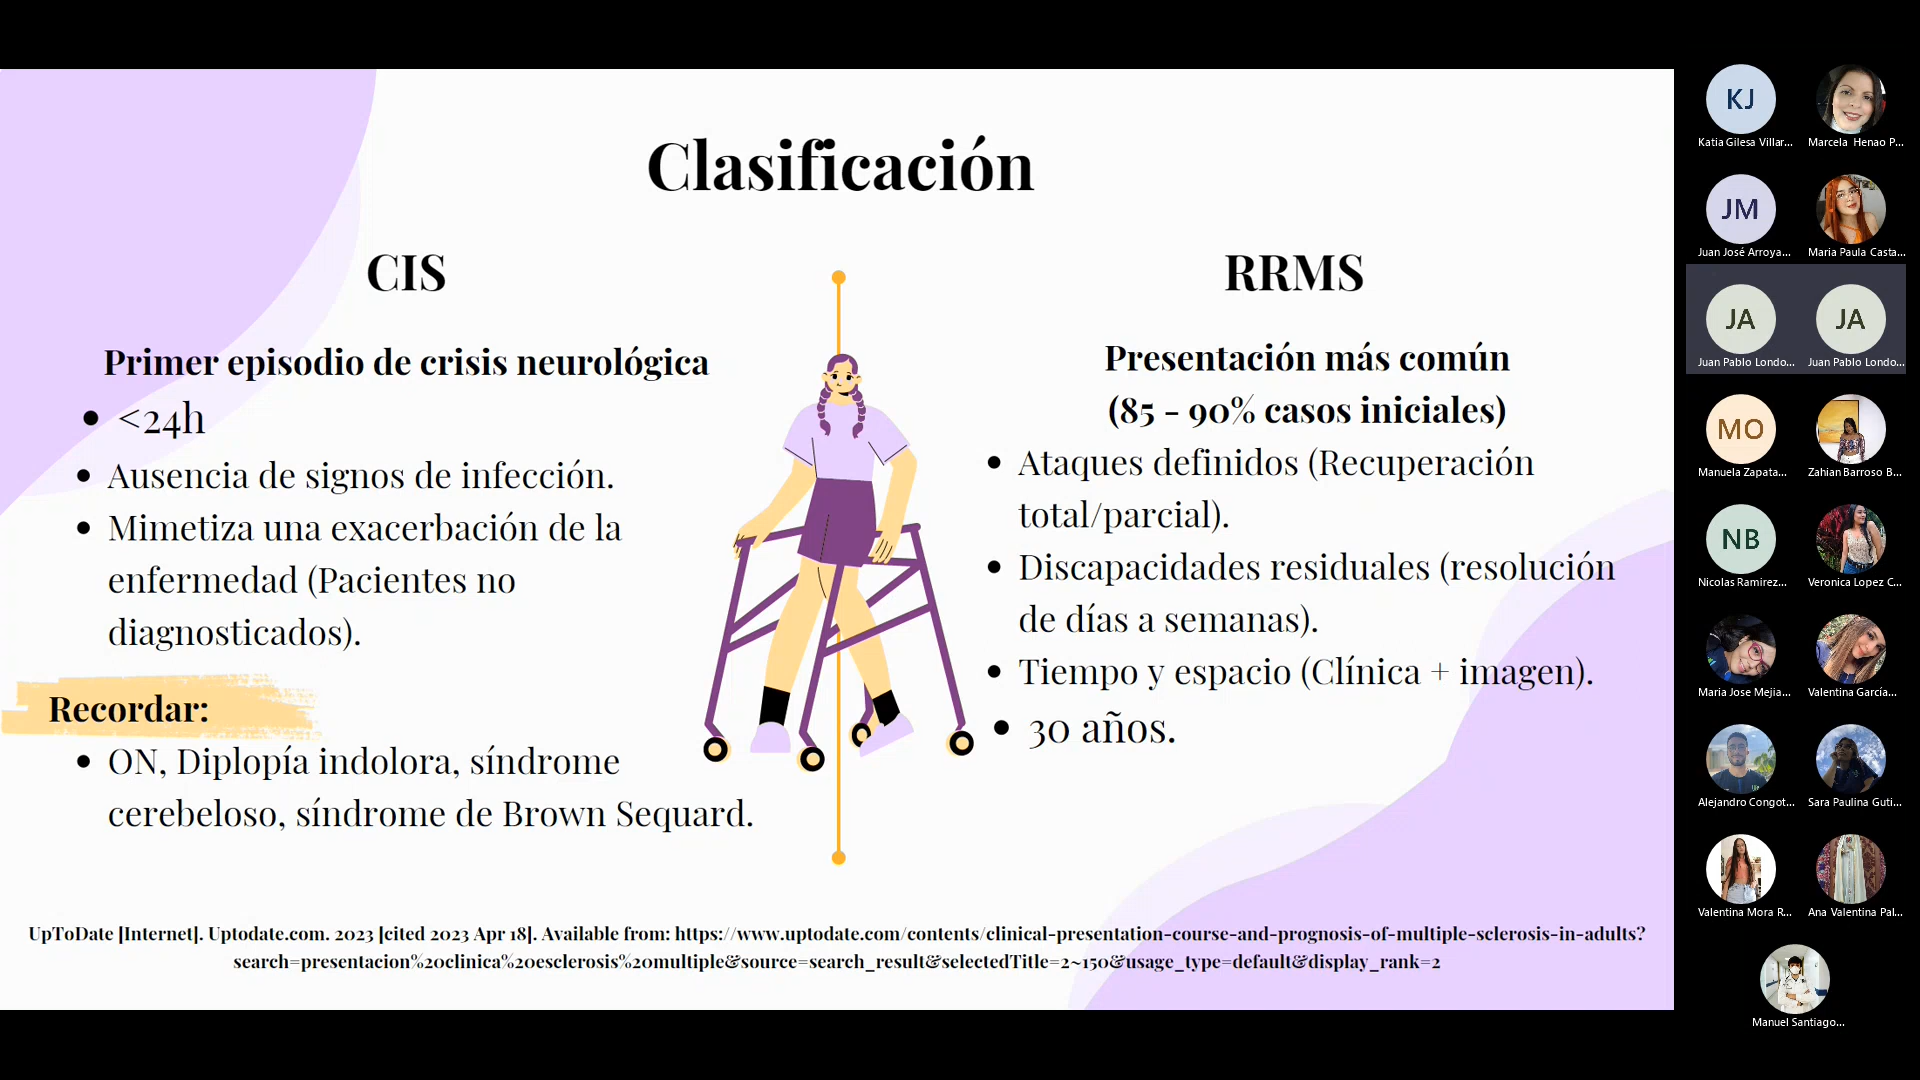 Clasificación
CIS
Primer episodio de crisis neurológica
<24h
Ausencia de signos de infección.
Mimetiza una exacerbación de la
enfermedad (Pacientes no
diagnosticados).
Recordar:
ON, Diplopía indolora, síndrome
cerebeloso, síndrome de Brown Sequard.
RRMS
Presentación más común
(85 - 90% casos iniciales)
Ataques definidos (Recuperación
total/parcial).
Discapacidades residuales (resolución
de días a semanas).
Tiempo y espacio (Clínica + imagen).
30 años.
UpToDate [Internet]. Uptodate.com. 2023 [cited 2023 Apr 18]. Available from: https://www.uptodate.com/contents/clinical-presentation-course-and-prognosis-of-multiple-sclerosis-in-adults?
search=presentacion%20clinica%20esclerosis%20multiple&source=search_result&selectedTitle=2~150&usage_type=default&display_rank=2
KJ
Katia Gilesa Villar...
Marcela Henao P...
JM
Juan José Arroya...
Maria Paula Casta...
JA
Juan Pablo Londo...
JA
Juan Pablo Londo...
MO
Manuela Zapata...
Zahian Barroso B...
NB
Nicolas Ramirez...
Veronica Lopez C...
Maria Jose Mejia...
Valentina García...
Alejandro Congot...
Sara Paulina Guti...
Valentina Mora R...
Ana Valentina Pal...
Manuel Santiago...